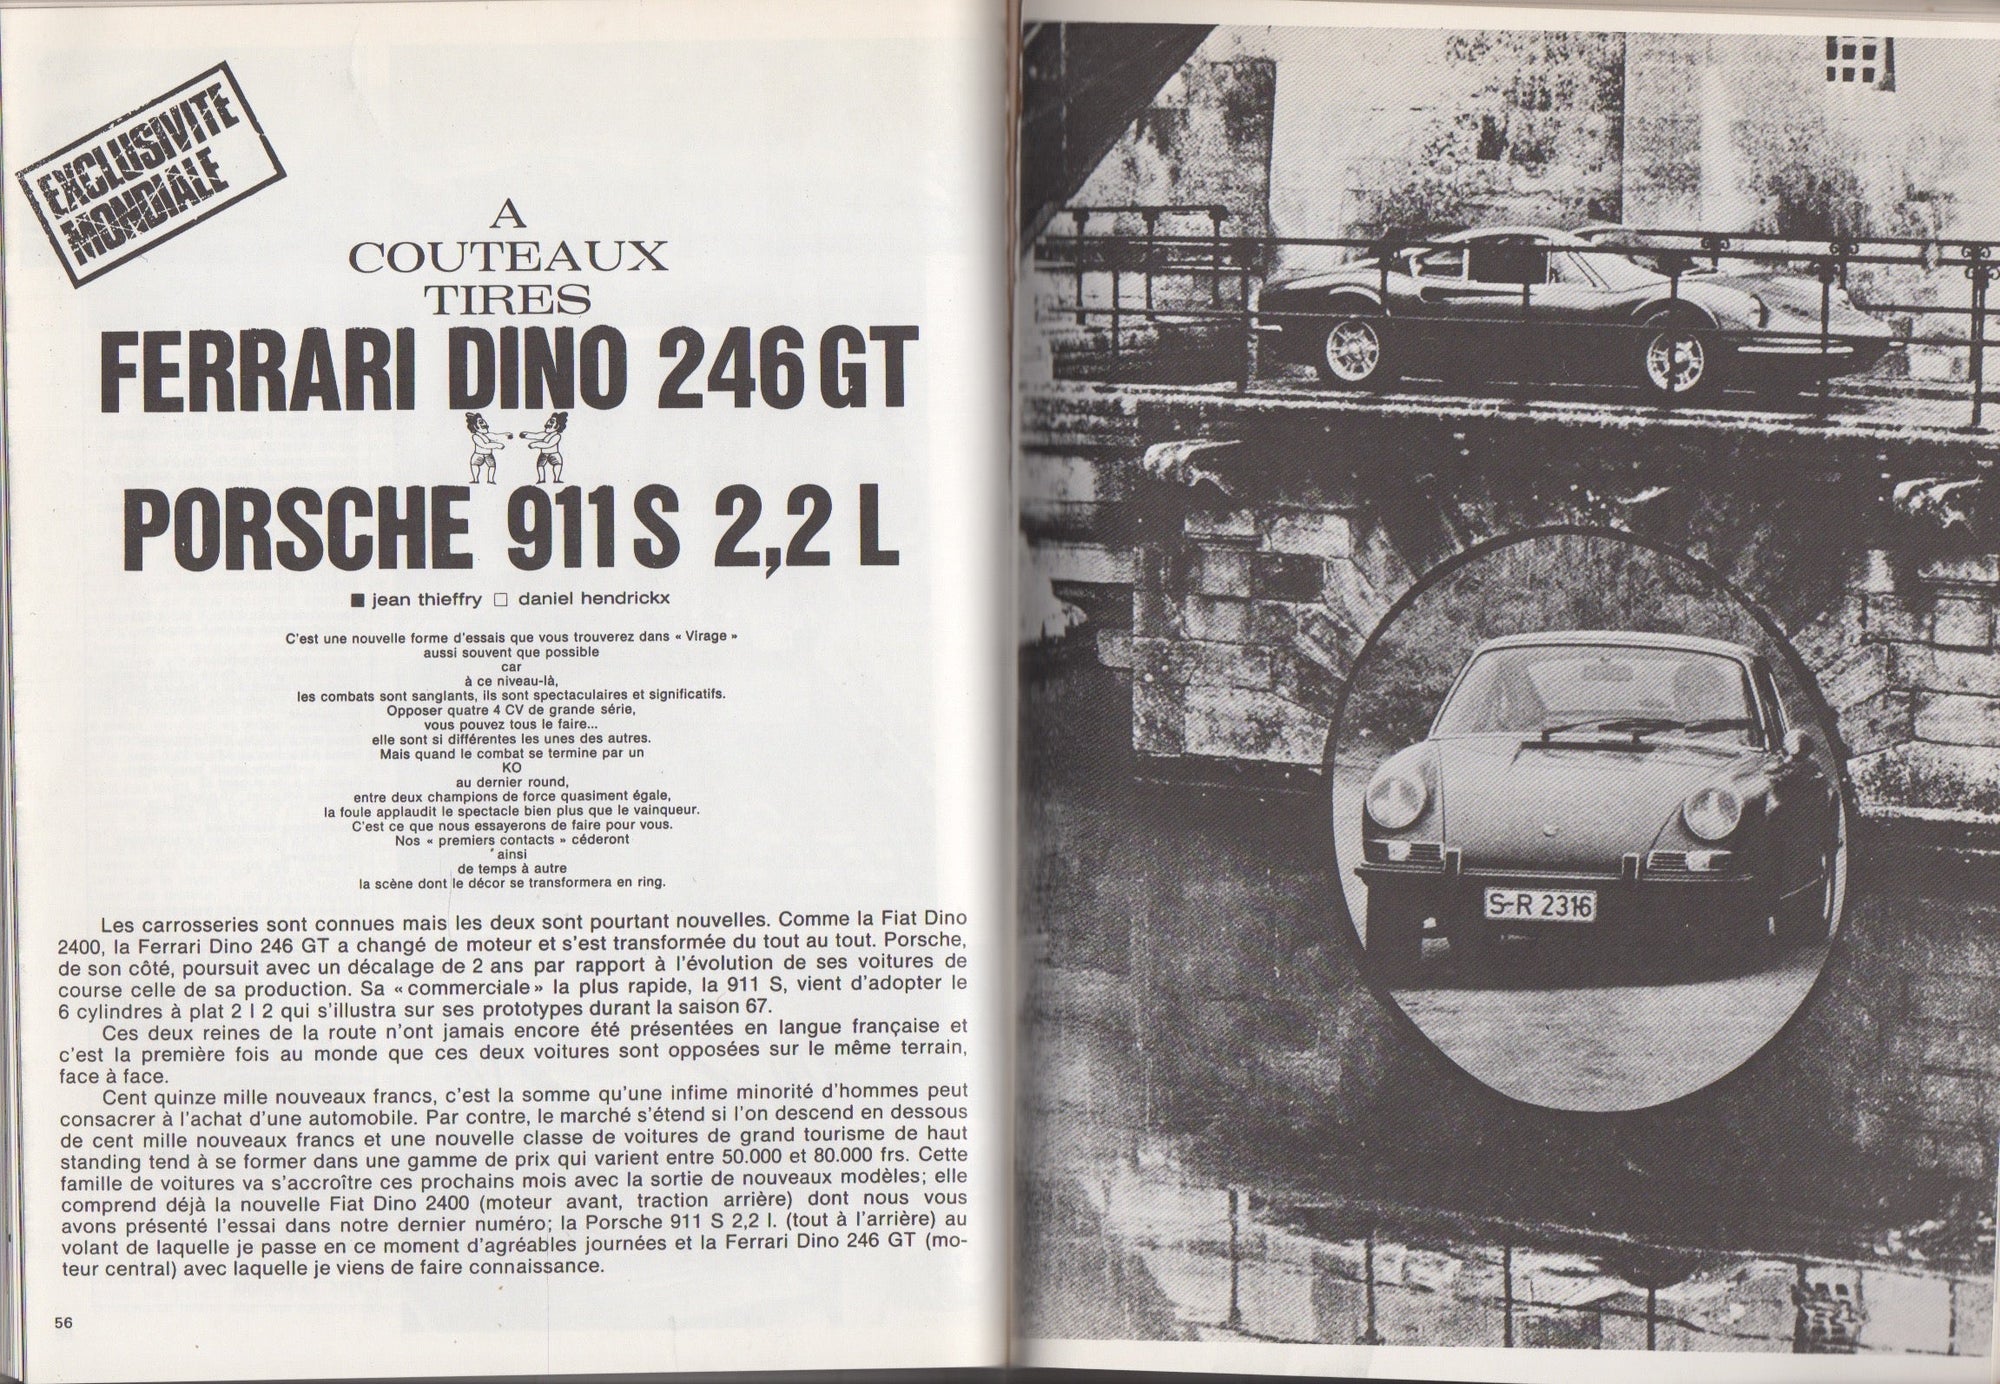 EXCLUSIVITE
MONDIALE
A
COUTEAUX
TIRES
FERRARI DINO 246 GT
PORSCHE 911 S 2,2 L
■ jean thieffry □ daniel hendrickx
C'est une nouvelle forme d'essais que vous trouverez dans « Virage »
aussi souvent que possible
car
à ce niveau-là,
les combats sont sanglants, ils sont spectaculaires et significatifs.
Opposer quatre 4 CV de grande série,
vous pouvez tous le faire...
elle sont si différentes les unes des autres.
Mais quand le combat se termine par un
KO
au dernier round,
entre deux champions de force quasiment égale,
la foule applaudit le spectacle bien plus que le vainqueur.
C'est ce que nous essayerons de faire pour vous.
Nos « premiers contacts » céderont
ainsi
de temps à autre
la scène dont le décor se transformera en ring.
Les carrosseries sont connues mais les deux sont pourtant nouvelles. Comme la Fiat Dino
2400, la Ferrari Dino 246 GT a changé de moteur et s'est transformée du tout au tout. Porsche,
de son côté, poursuit avec un décalage de 2 ans par rapport à l'évolution de ses voitures de
course celle de sa production. Sa « commerciale » la plus rapide, la 911 S, vient d'adopter le
6 cylindres à plat 2 l 2 qui s'illustra sur ses prototypes durant la saison 67.
Ces deux reines de la route n'ont jamais encore été présentées en langue française et
c'est la première fois au monde que ces deux voitures sont opposées sur le même terrain,
face à face.
Cent quinze mille nouveaux francs, c'est la somme qu'une infime minorité d'hommes peut
consacrer à l'achat d'une automobile. Par contre, le marché s'étend si l'on descend en dessous
de cent mille nouveaux francs et une nouvelle classe de voitures de grand tourisme de haut
standing tend à se former dans une gamme de prix qui varient entre 50.000 et 80.000 frs. Cette
famille de voitures va s'accroître ces prochains mois avec la sortie de nouveaux modèles; elle
comprend déjà la nouvelle Fiat Dino 2400 (moteur avant, traction arrière) dont nous vous
avons présenté l'essai dans notre dernier numéro; la Porsche 911 S 2,2 l. (tout à l'arrière) au
volant de laquelle je passe en ce moment d'agréables journées et la Ferrari Dino 246 GT (mo-
teur central) avec laquelle je viens de faire connaissance.
56
S-R 2316